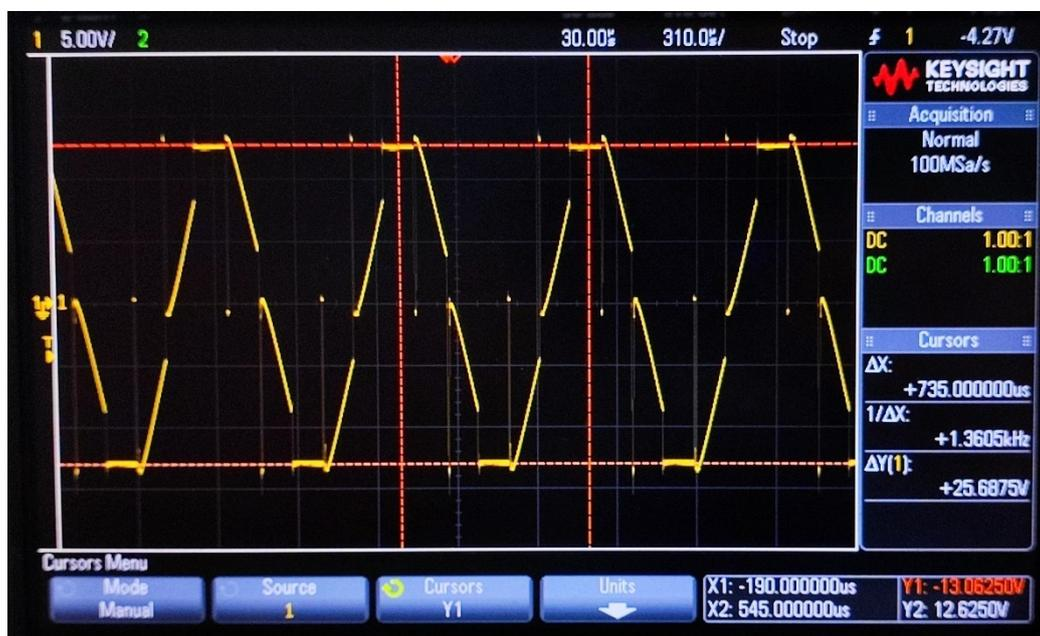 1 5.00V/ 2 30.00s 310.0s/ Stop 1 -4.27V
KEYSIGHT
TECHNOLOGIES
Acquisition
Normal
100MSa/s
Channels
DC 1.00:1
DC 1.00:1
1
T
Cursors
ΔX:
+735.000000us
1/ΔX:
+1.3605kHz
ΔY(1):
+25.6875V
Cursors Menu
Mode
Manual
Source
1
Cursors
Y1
Units
X1: -190.000000us
X2: 545.000000us
Y1: -13.06250V
Y2: 12.6250V